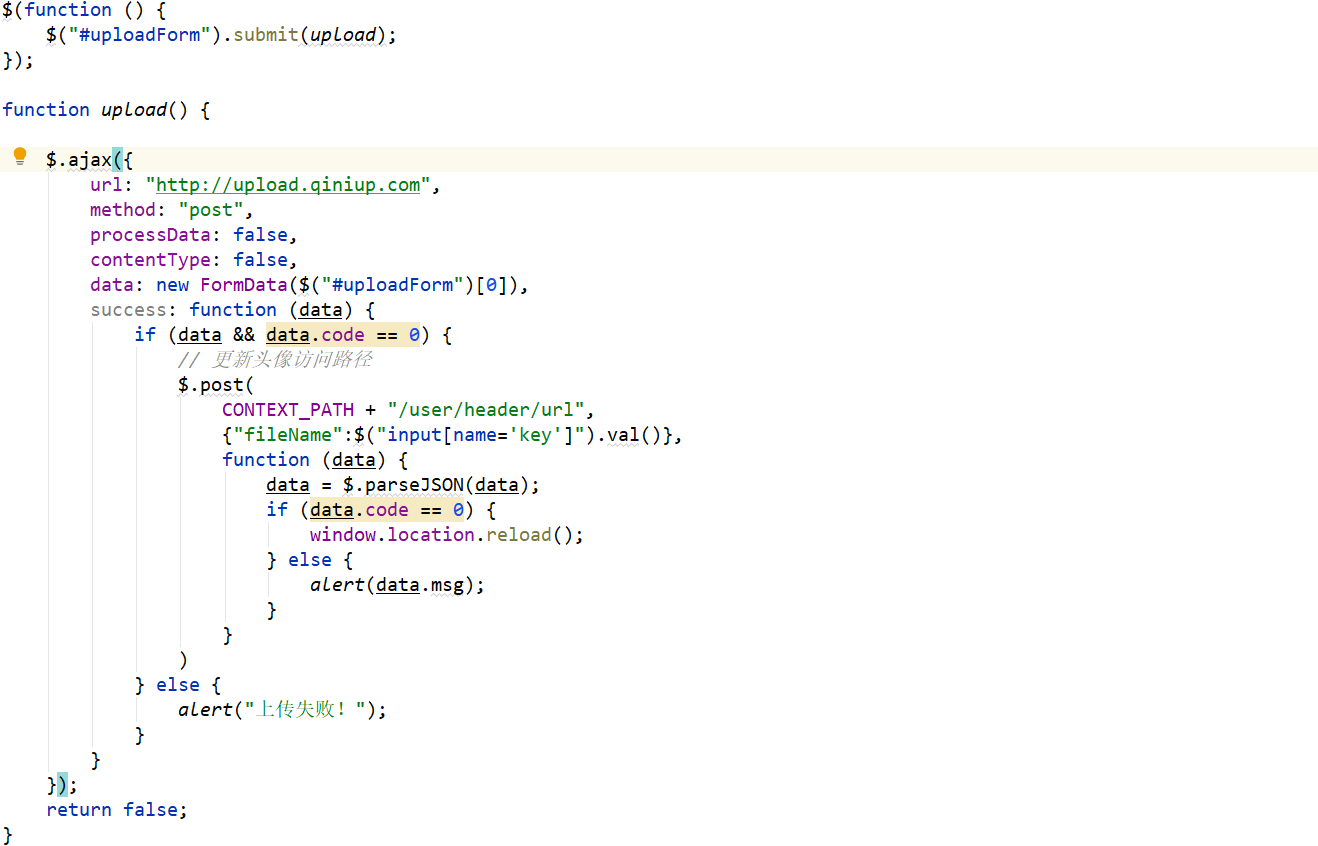 $(function () {
    $("#uploadForm").submit(upload);
});

function upload() {

    $.ajax({
        url: "http://upload.qiniup.com",
        method: "post",
        processData: false,
        contentType: false,
        data: new FormData($("#uploadForm")[0]),
        success: function (data) {
            if (data && data.code == 0) {
                // 更新头像访问路径
                $.post(
                    CONTEXT_PATH + "/user/header/url",
                    {"fileName":$("input[name='key']").val()},
                    function (data) {
                        data = $.parseJSON(data);
                        if (data.code == 0) {
                            window.location.reload();
                        } else {
                            alert(data.msg);
                        }
                    }
                )
            } else {
                alert("上传失败！");
            }
        }
    });
    return false;
}